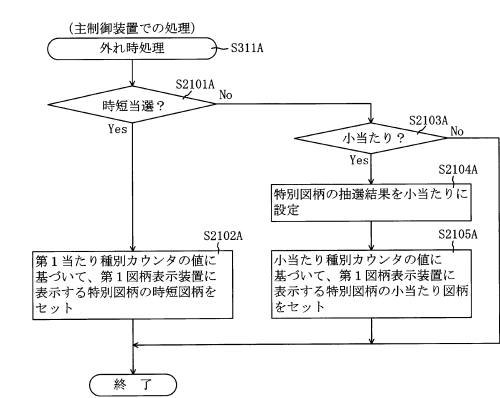 (主制御装置での処理)
外れ時処理
S311A
S2101A
時短当選？
No
Yes
S2103A
小当たり？
No
Yes
S2104A
特別図柄の抽選結果を小当たりに
設定
S2102A
第1当たり種別カウンタの値に
基づいて、第1図柄表示装置に
表示する特別図柄の時短図柄を
セット
S2105A
小当たり種別カウンタの値に
基づいて、第1図柄表示装置に
表示する特別図柄の小当たり図柄
をセット
終 了